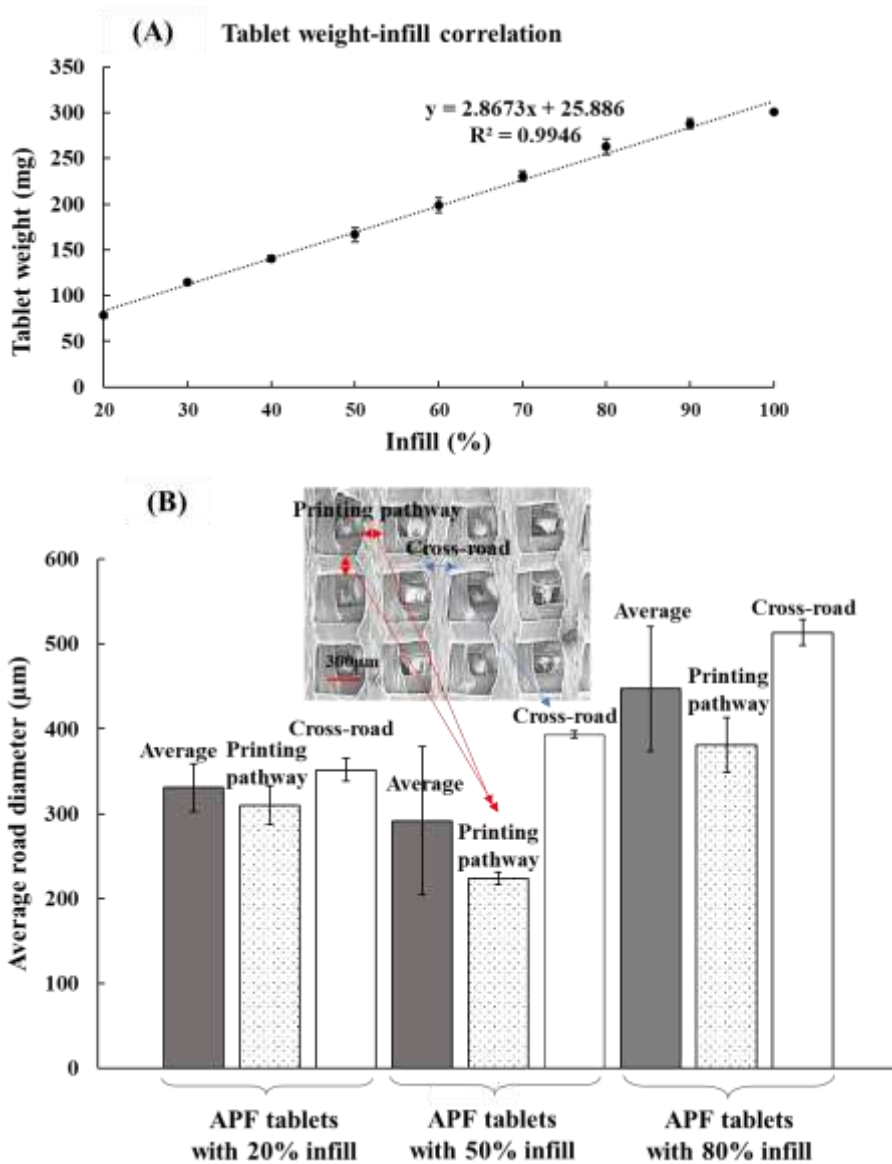 (A) Tablet weight-infill correlation
350
300
250
200
150
100
50
0
Tablet weight (mg)
y = 2.8673x + 25.886
R² = 0.9946
20 30 40 50 60 70 80 90 100
Infill (%)
(B)
Printing pathway
Cross-road
300µm
600
500
400
300
200
100
0
Average road diameter (µm)
Average
Printing
pathway
Cross-road
Average
Printing
pathway
Cross-road
Average
Printing
pathway
Cross-road
APF tablets
with 20% infill
APF tablets
with 50% infill
APF tablets
with 80% infill